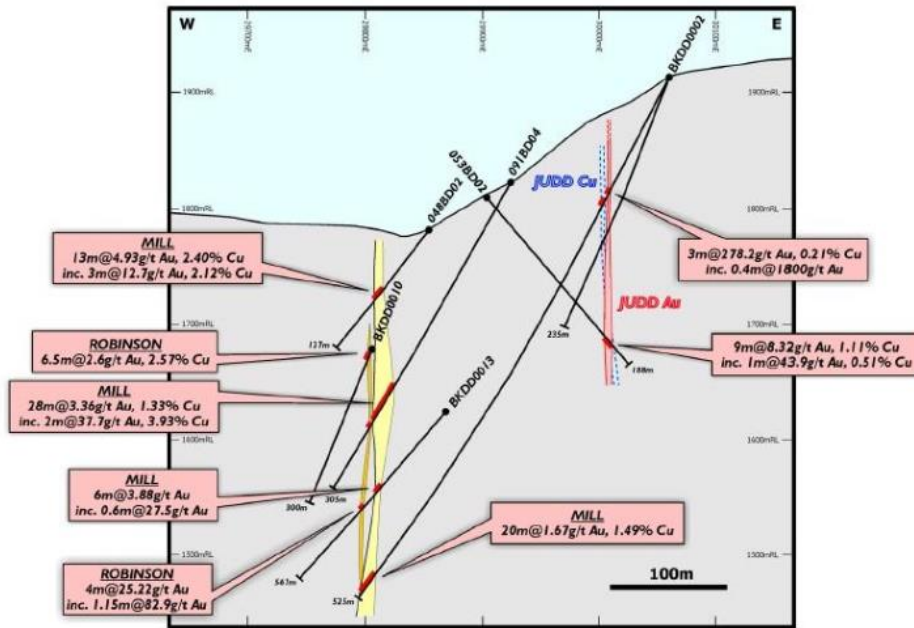 W
E
BKDD0002
1900mRL
1900mRL
091BD04
053BD02
048BD02
JUDD Cu
1800mRL
1800mRL
MILL
13m@4.93g/t Au, 2.40% Cu
inc. 3m@12.7g/t Au, 2.12% Cu
3m@278.2g/t Au, 0.21% Cu
inc. 0.4m@1800g/t Au
JUDD Au
BKDD0010
1700mRL
1700mRL
127m
235m
188m
ROBINSON
6.5m@2.6g/t Au, 2.57% Cu
9m@8.32g/t Au, 1.11% Cu
inc. 1m@43.9g/t Au, 0.51% Cu
BKDD0013
MILL
28m@3.36g/t Au, 1.33% Cu
inc. 2m@37.7g/t Au, 3.93% Cu
1600mRL
1600mRL
MILL
6m@3.88g/t Au
inc. 0.6m@27.5g/t Au
300m
305m
MILL
20m@1.67g/t Au, 1.49% Cu
1500mRL
1500mRL
ROBINSON
4m@25.22g/t Au
inc. 1.15m@82.9g/t Au
561m
525m
100m